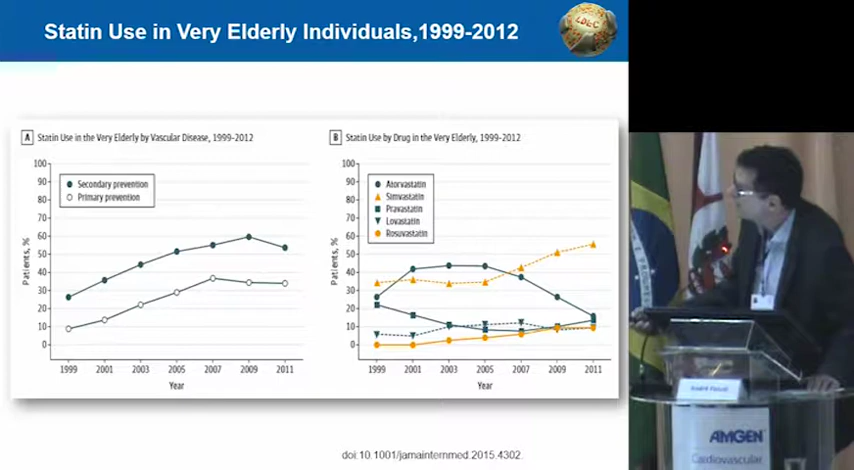 Statin Use in Very Elderly Individuals,1999-2012
LDEC
A Statin Use in the Very Elderly by Vascular Disease, 1999-2012
100
90
80
70
60
50
40
30
20
10
0
Patients, %
Secondary prevention
Primary prevention
1999 2001 2003 2005 2007 2009 2011
Year
B Statin Use by Drug in the Very Elderly, 1999-2012
100
90
80
70
60
50
40
30
20
10
0
Patients, %
Atorvastatin
Simvastatin
Pravastatin
Lovastatin
Rosuvastatin
1999 2001 2003 2005 2007 2009 2011
Year
doi:10.1001/jamainternmed.2015.4302.
AMGEN
Cardiovascular